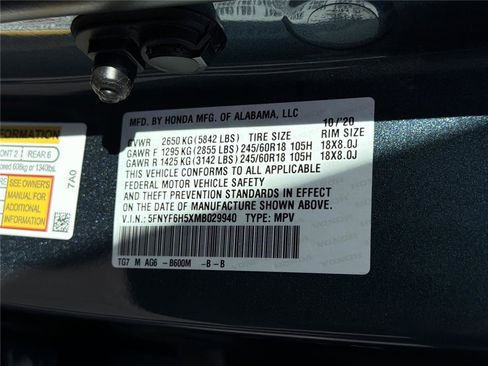 MFD. BY HONDA MFG. OF ALABAMA, LLC 10/'20
GVWR 2650 KG (5842 LBS) TIRE SIZE RIM SIZE
GAWR F 1295 KG (2855 LBS) 245/60R18 105H 18X8.0J
GAWR R 1425 KG (3142 LBS) 245/60R18 105H 18X8.0J
THIS VEHICLE CONFORMS TO ALL APPLICABLE
FEDERAL MOTOR VEHICLE SAFETY
AND THEFT PREVENTION STANDARDS IN EFFECT
ON THE DATE OF MANUFACTURE SHOWN ABOVE.
V.I.N.: 5FNYF6H5XMB029940 TYPE: MPV
TG7 M AG6 - B600M -B - B
FORMATION
ONT 2 REAR 6
exceed 608kg or 1340lbs.
SEE OWNER'S
MANUAL FOR
ADDITIONAL
INFORMATION
7A0